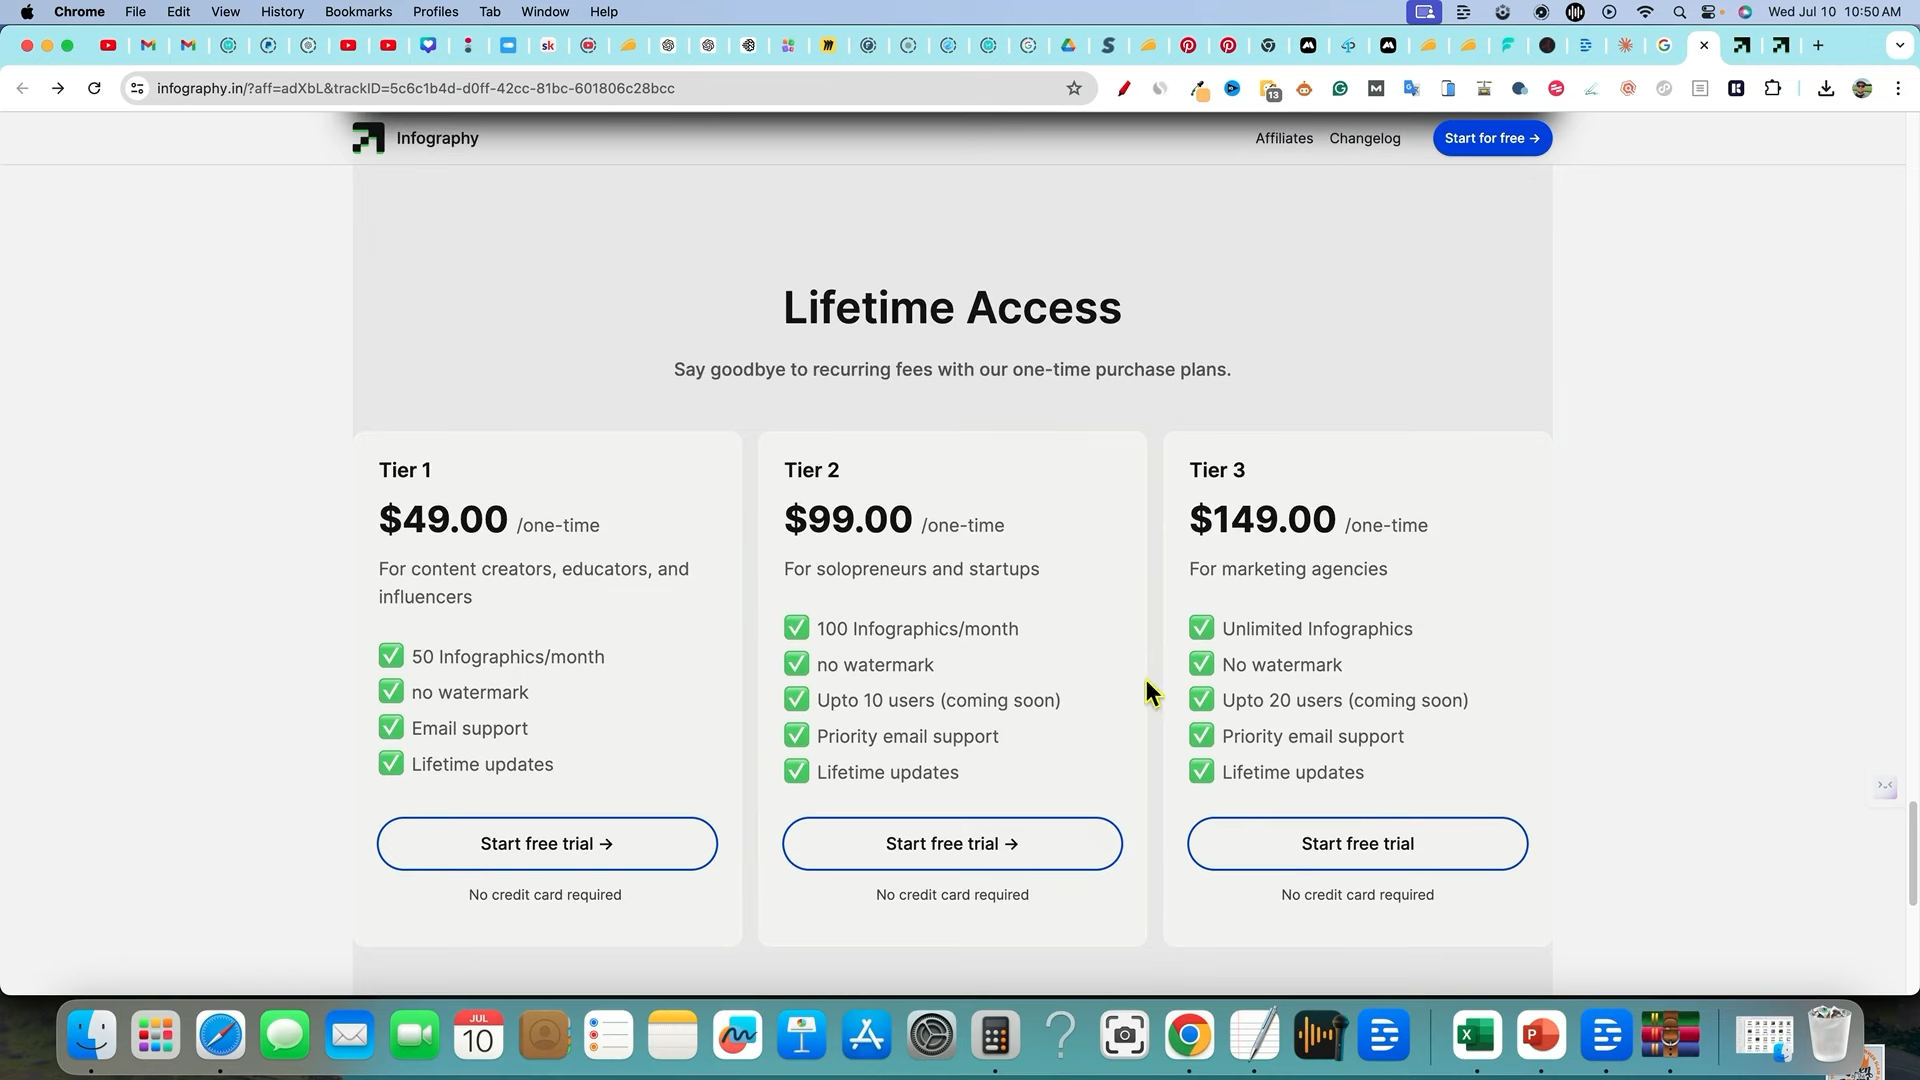 Chrome File Edit View History Bookmarks Profiles Tab Window Help Wed Jul 10 10:50 AM
infography.in/?aff=adXbL&trackID=5c6c1b4d-d0ff-42cc-81bc-601806c28bcc
13
Infography Affiliates Changelog Start for free →
Lifetime Access
Say goodbye to recurring fees with our one-time purchase plans.
Tier 1
$49.00 /one-time
For content creators, educators, and
influencers
50 Infographics/month
no watermark
Email support
Lifetime updates
Start free trial →
No credit card required
Tier 2
$99.00 /one-time
For solopreneurs and startups
100 Infographics/month
no watermark
Upto 10 users (coming soon)
Priority email support
Lifetime updates
Start free trial →
No credit card required
Tier 3
$149.00 /one-time
For marketing agencies
Unlimited Infographics
No watermark
Upto 20 users (coming soon)
Priority email support
Lifetime updates
Start free trial
No credit card required
JUL
10